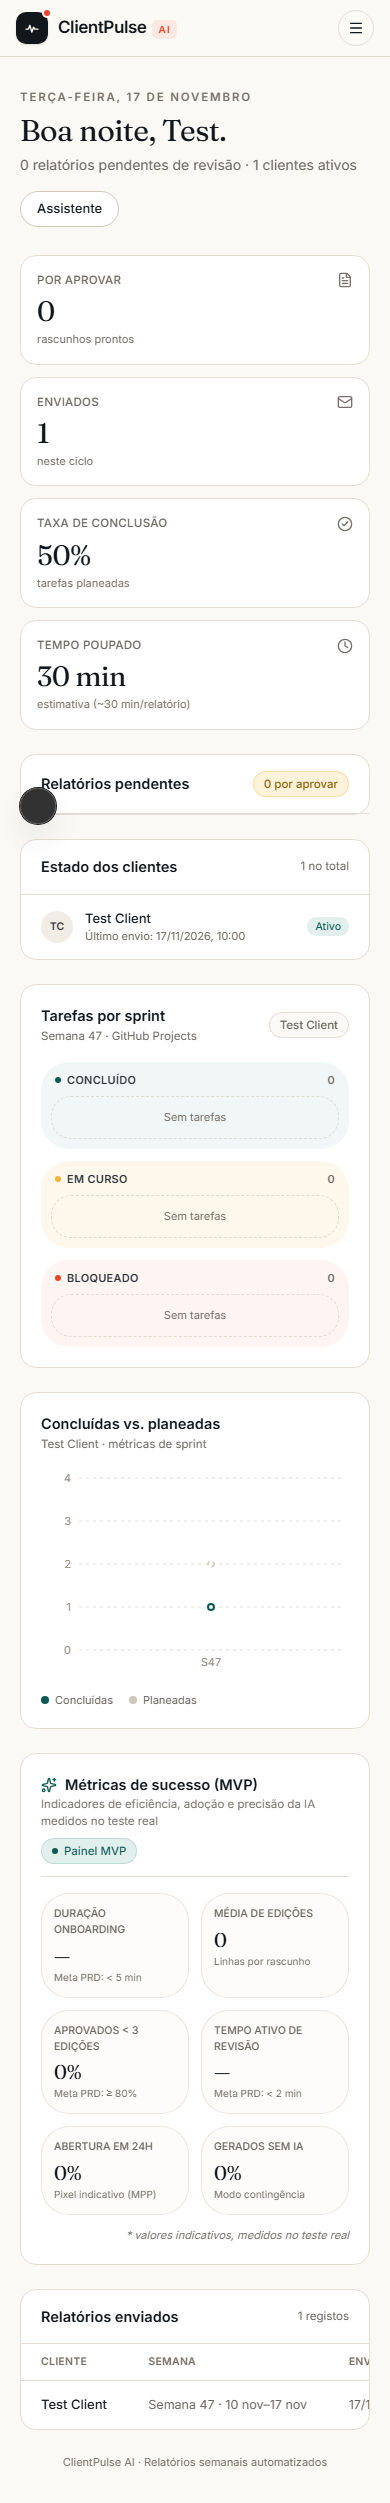 ClientPulse AI
TERÇA-FEIRA, 17 DE NOVEMBRO
Boa noite, Test.
0 relatórios pendentes de revisão · 1 clientes ativos
Assistente
POR APROVAR
0
rascunhos prontos
ENVIADOS
1
neste ciclo
TAXA DE CONCLUSÃO
50%
tarefas planeadas
TEMPO POUPADO
30 min
estimativa (~30 min/relatório)
Relatórios pendentes
0 por aprovar
Estado dos clientes
1 no total
TC
Test Client
Último envio: 17/11/2026, 10:00
Ativo
Tarefas por sprint
Semana 47 · GitHub Projects
Test Client
CONCLUÍDO 0
Sem tarefas
EM CURSO 0
Sem tarefas
BLOQUEADO 0
Sem tarefas
Concluídas vs. planeadas
Test Client · métricas de sprint
4
3
2
1
0
S47
Concluídas Planeadas
Métricas de sucesso (MVP)
Indicadores de eficiência, adoção e precisão da IA
medidos no teste real
Painel MVP
DURAÇÃO
ONBOARDING
—
Meta PRD: < 5 min
MÉDIA DE EDIÇÕES
0
Linhas por rascunho
APROVADOS < 3
EDIÇÕES
0%
Meta PRD: ≥ 80%
TEMPO ATIVO DE
REVISÃO
—
Meta PRD: < 2 min
ABERTURA EM 24H
0%
Pixel indicativo (MPP)
GERADOS SEM IA
0%
Modo contingência
* valores indicativos, medidos no teste real
Relatórios enviados
1 registos
CLIENTE SEMANA ENV
Test Client Semana 47 · 10 nov–17 nov 17/1
ClientPulse AI · Relatórios semanais automatizados